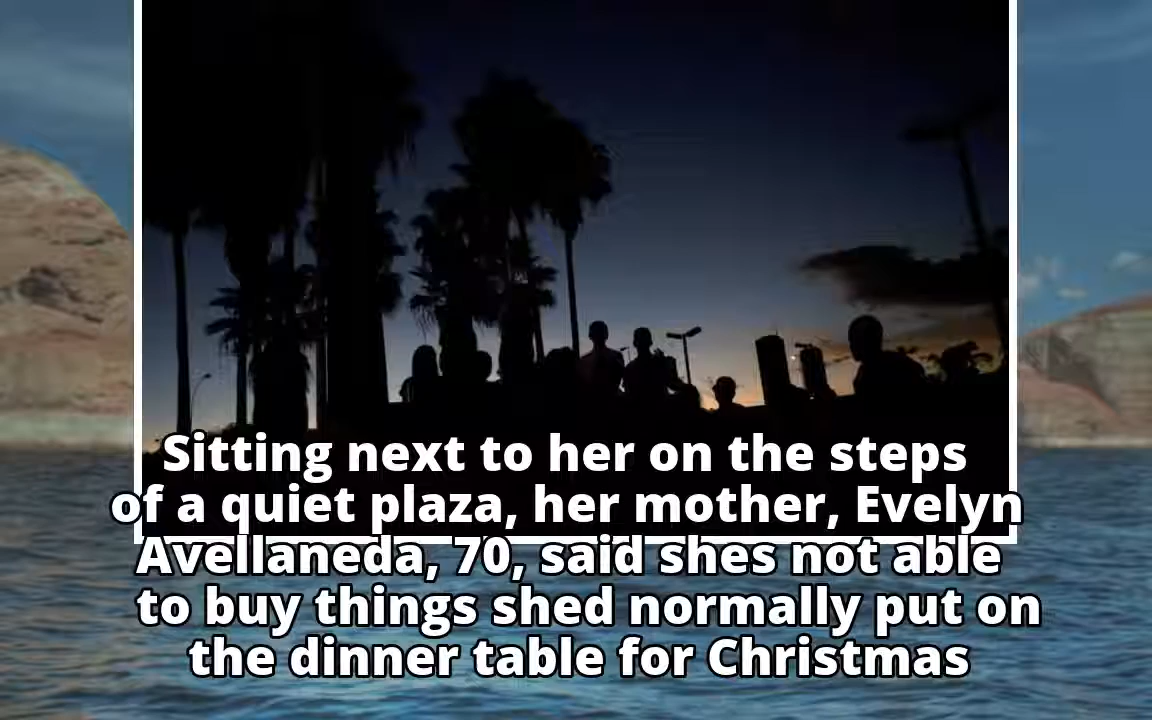 Sitting next to her on the steps
of a quiet plaza, her mother, Evelyn
Avellaneda, 70, said shes not able
to buy things shed normally put on
the dinner table for Christmas